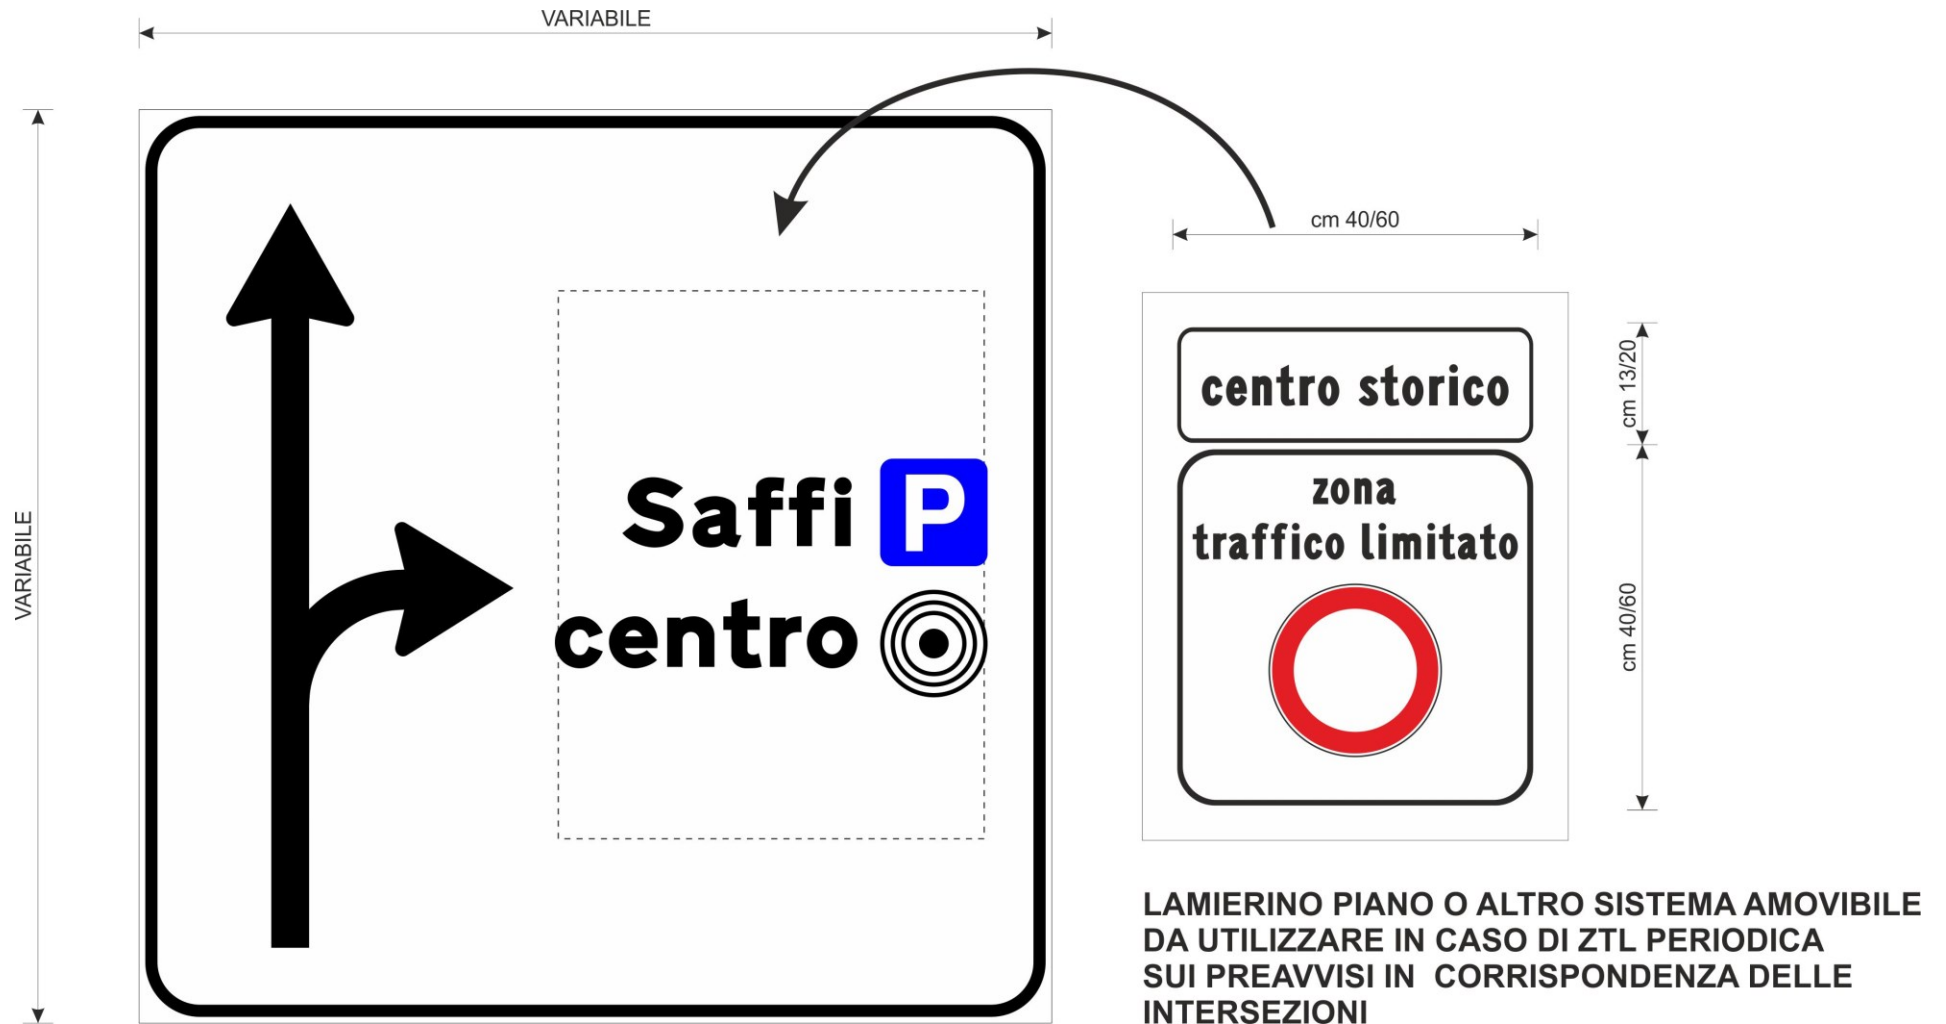 VARIABILE
VARIABILE
Saffi P
centro
cm 40/60
centro storico
cm 13/20
zona
traffico limitato
cm 40/60
LAMIERINO PIANO O ALTRO SISTEMA AMOVIBILE
DA UTILIZZARE IN CASO DI ZTL PERIODICA
SUI PREAVVISI IN CORRISPONDENZA DELLE
INTERSEZIONI